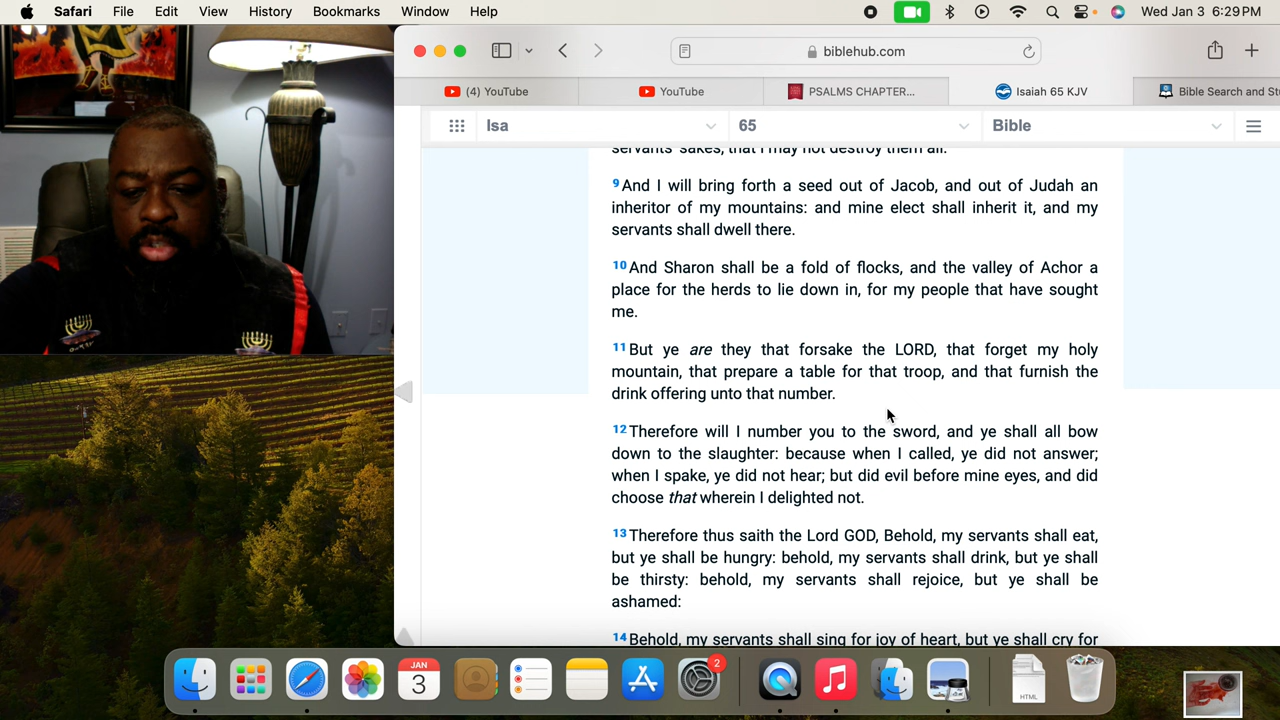 Safari File Edit View History Bookmarks Window Help Wed Jan 3 6:29 PM
biblehub.com
(4) YouTube YouTube PSALMS CHAPTER... Isaiah 65 KJV Bible Search and Stu
Isa 65 Bible
servants' sakes, that I may not destroy them all.
9 And I will bring forth a seed out of Jacob, and out of Judah an
inheritor of my mountains: and mine elect shall inherit it, and my
servants shall dwell there.
10 And Sharon shall be a fold of flocks, and the valley of Achor a
place for the herds to lie down in, for my people that have sought
me.
11 But ye are they that forsake the LORD, that forget my holy
mountain, that prepare a table for that troop, and that furnish the
drink offering unto that number.
12 Therefore will I number you to the sword, and ye shall all bow
down to the slaughter: because when I called, ye did not answer;
when I spake, ye did not hear; but did evil before mine eyes, and did
choose that wherein I delighted not.
13 Therefore thus saith the Lord GOD, Behold, my servants shall eat,
but ye shall be hungry: behold, my servants shall drink, but ye shall
be thirsty: behold, my servants shall rejoice, but ye shall be
ashamed:
14 Behold, my servants shall sing for joy of heart, but ye shall cry for
JAN
3
2
HTML